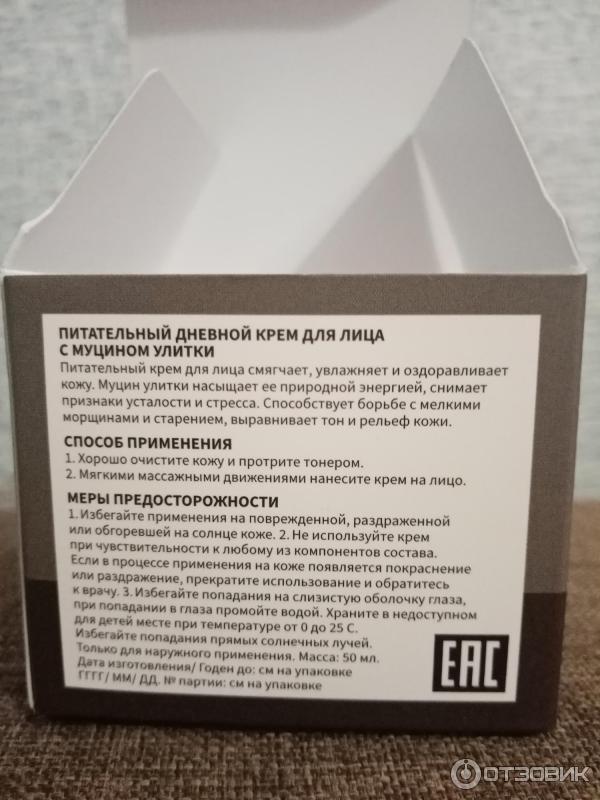 ПИТАТЕЛЬНЫЙ ДНЕВНОЙ КРЕМ ДЛЯ ЛИЦА
С МУЦИНОМ УЛИТКИ
Питательный крем для лица смягчает, увлажняет и оздоравливает
кожу. Муцин улитки насыщает ее природной энергией, снимает
признаки усталости и стресса. Способствует борьбе с мелкими
морщинами и старением, выравнивает тон и рельеф кожи.
СПОСОБ ПРИМЕНЕНИЯ
1. Хорошо очистите кожу и протрите тонером.
2. Мягкими массажными движениями нанесите крем на лицо.
МЕРЫ ПРЕДОСТОРОЖНОСТИ
1. Избегайте применения на поврежденной, раздраженной
или обгоревшей на солнце коже. 2. Не используйте крем
при чувствительности к любому из компонентов состава.
Если в процессе применения на коже появляется покраснение
или раздражение, прекратите использование и обратитесь
к врачу. 3. Избегайте попадания на слизистую оболочку глаза,
при попадании в глаза промойте водой. Храните в недоступном
для детей месте при температуре от 0 до 25 С.
Избегайте попадания прямых солнечных лучей.
Только для наружного применения. Масса: 50 мл.
Дата изготовления/ Годен до: см на упаковке
ГГГГ/ ММ/ ДД. № партии: см на упаковке
EAC
ОТЗОВИК